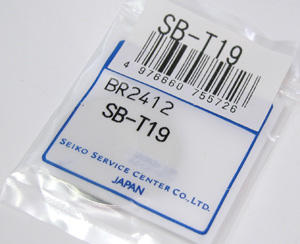 SB-T19
4 976660 755726
BR2412
SB-T19
SEIKO SERVICE CENTER CO., LTD.
JAPAN